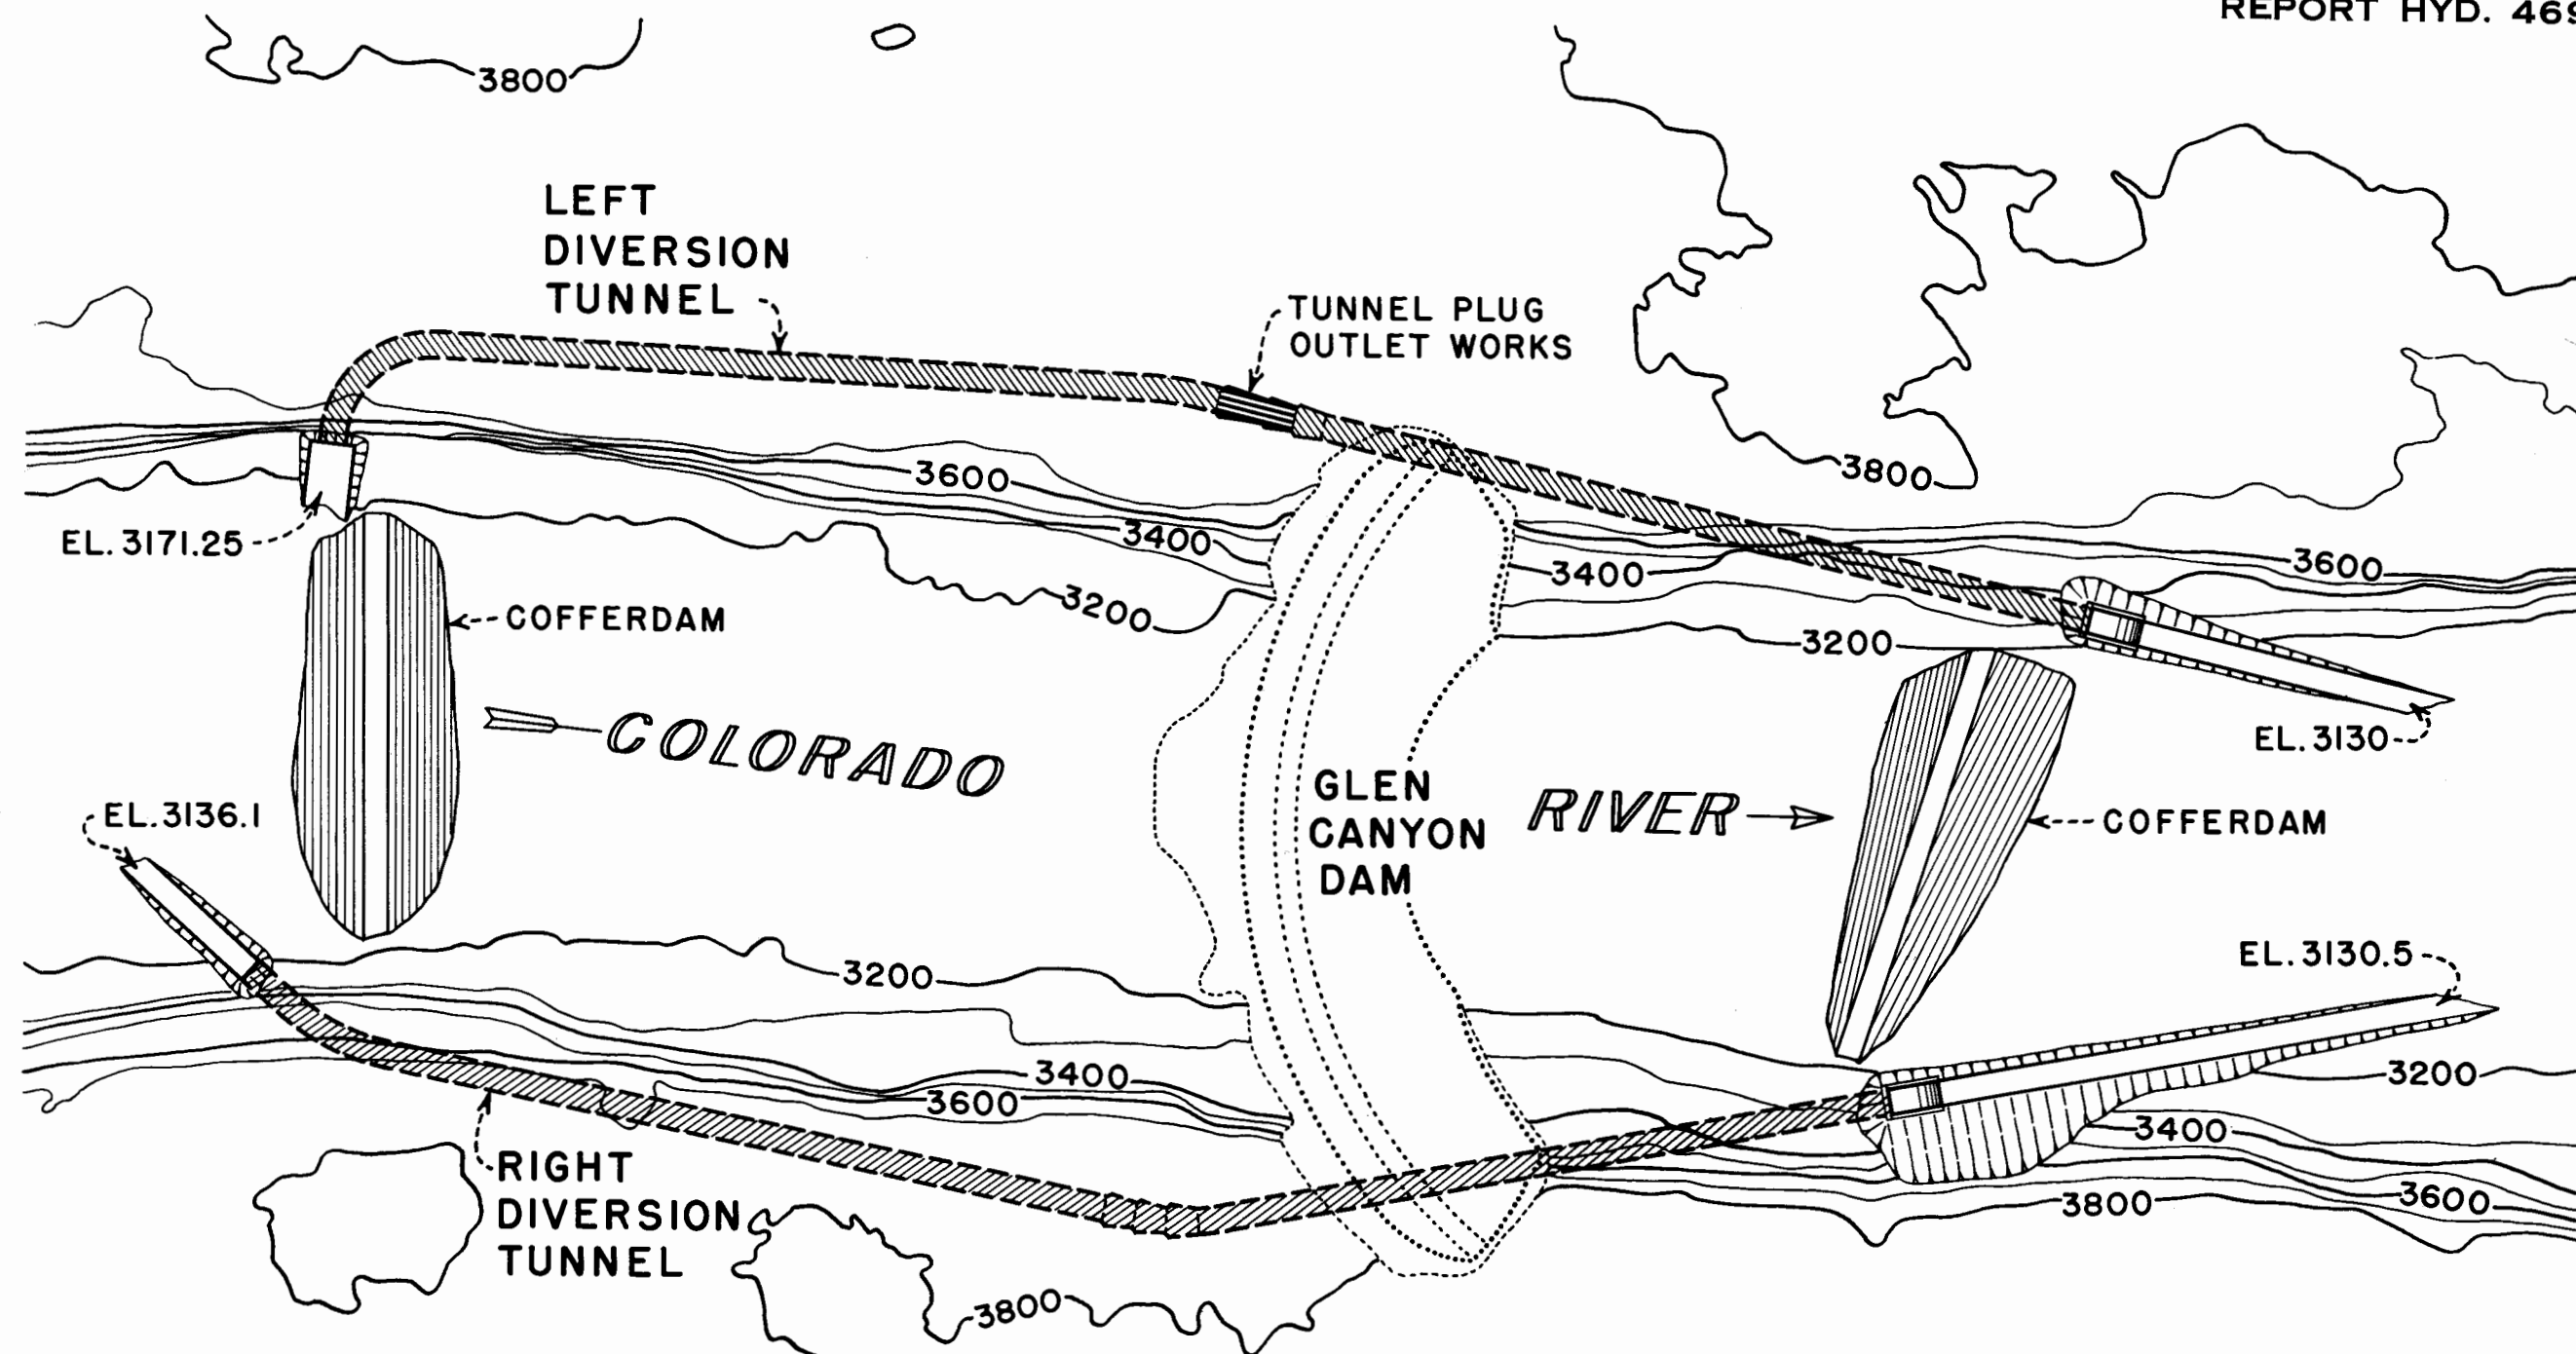 REPORT HYD. 469
3800
LEFT
DIVERSION
TUNNEL
TUNNEL PLUG
OUTLET WORKS
3600
3800
3400
EL. 3171.25
3400
3600
3200
COFFERDAM
3200
COLORADO
EL. 3130
GLEN
CANYON
DAM
RIVER
EL. 3136.1
COFFERDAM
3200
EL. 3130.5
3400
3600
3200
3400
RIGHT
DIVERSION
TUNNEL
3800
3600
3800